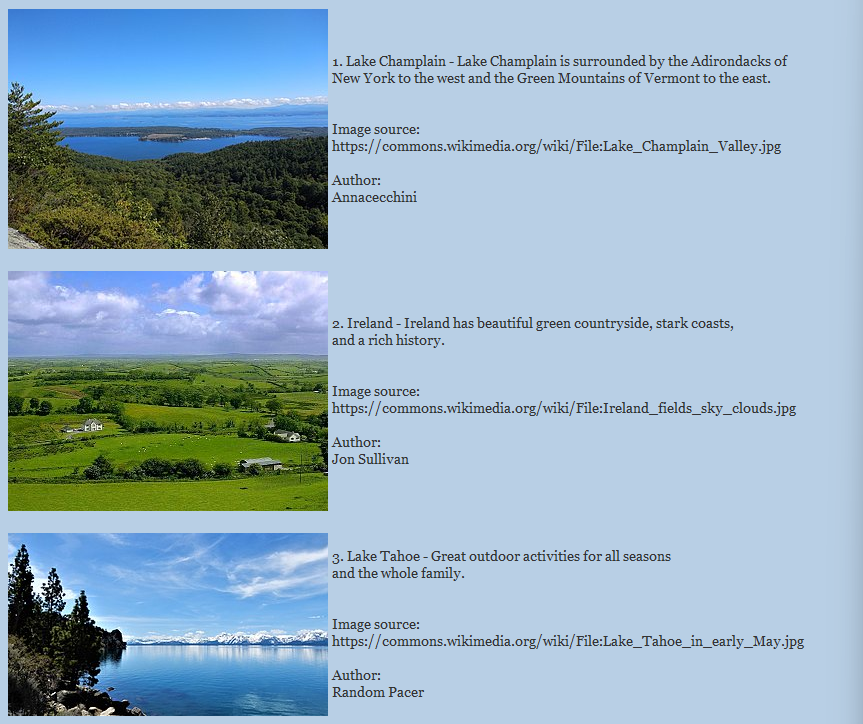 1. Lake Champlain - Lake Champlain is surrounded by the Adirondacks of
New York to the west and the Green Mountains of Vermont to the east.
Image source:
https://commons.wikimedia.org/wiki/File:Lake_Champlain_Valley.jpg
Author:
Annacecchini
2. Ireland - Ireland has beautiful green countryside, stark coasts,
and a rich history.
Image source:
https://commons.wikimedia.org/wiki/File:Ireland_fields_sky_clouds.jpg
Author:
Jon Sullivan
3. Lake Tahoe - Great outdoor activities for all seasons
and the whole family.
Image source:
https://commons.wikimedia.org/wiki/File:Lake_Tahoe_in_early_May.jpg
Author:
Random Pacer